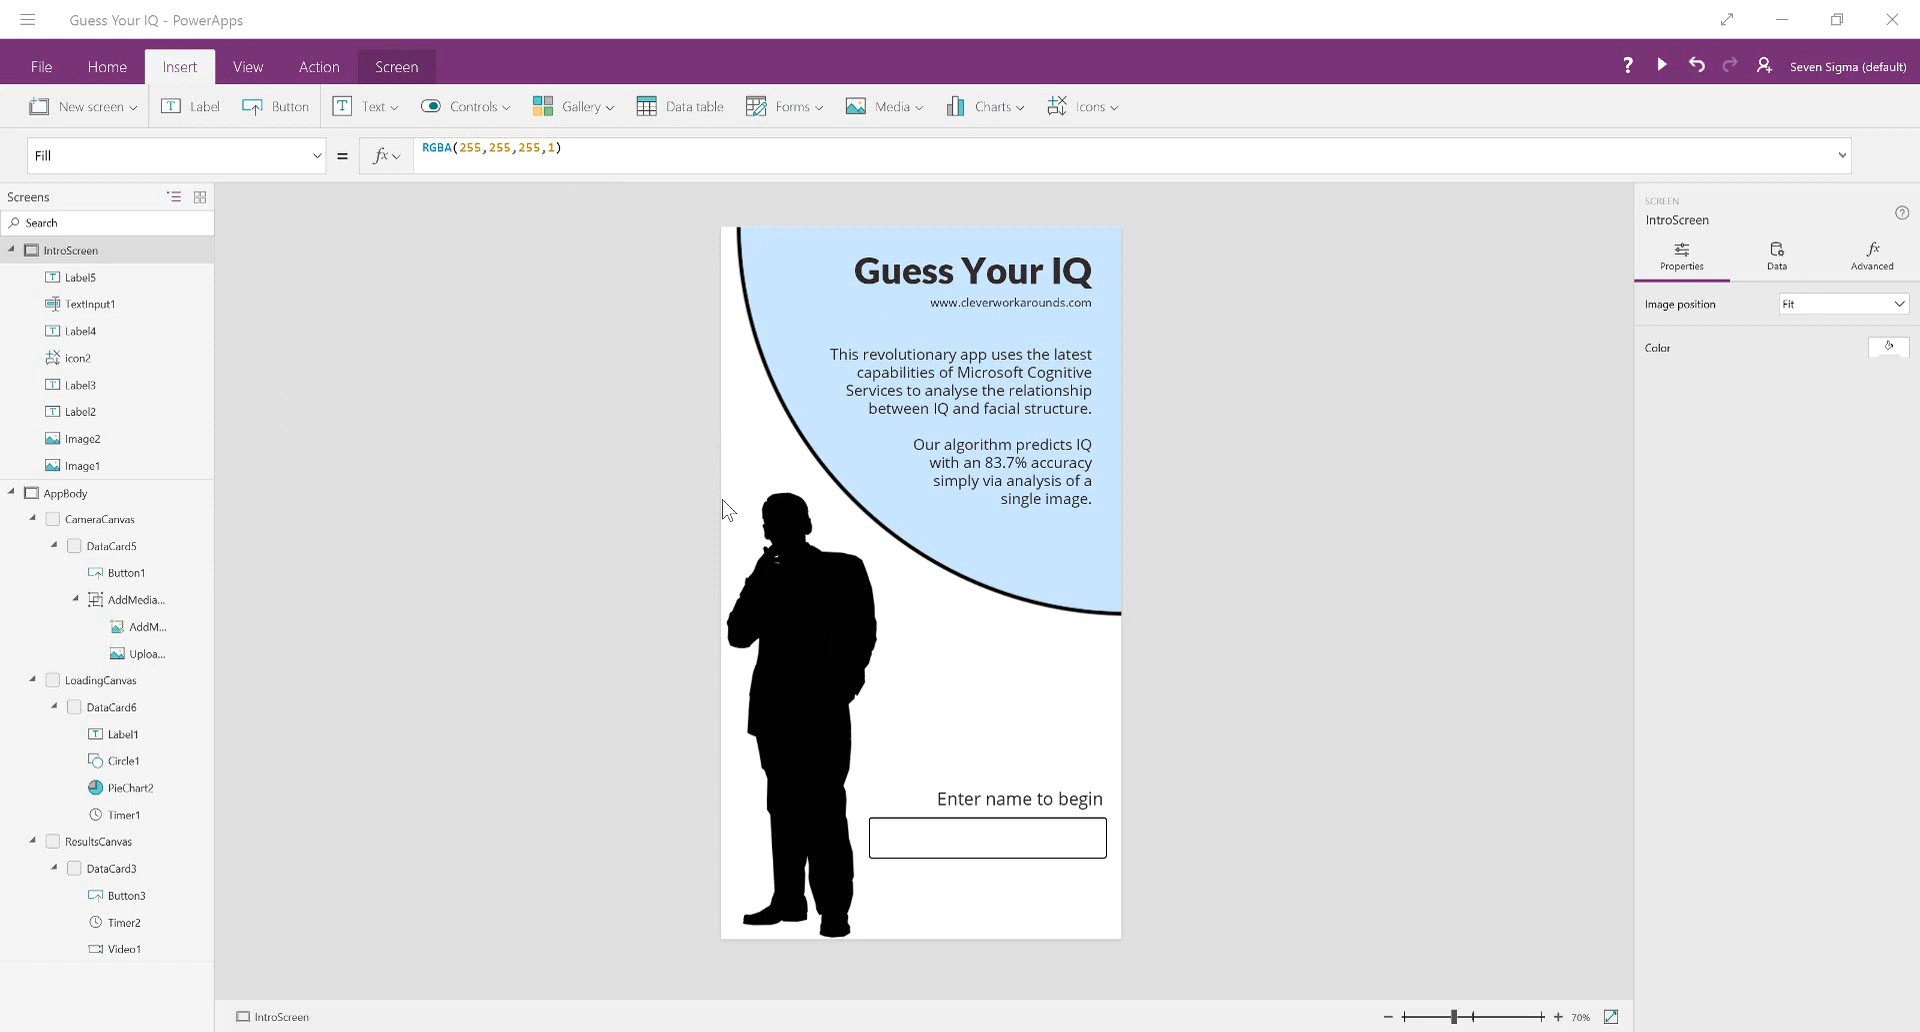 Guess Your IQ - PowerApps
File Home Insert View Action Screen
? Seven Sigma (default)
New screen Label Button Text Controls Gallery Data table Forms Media Charts Icons
Fill = fx RGBA(255,255,255,1)
Screens
Search
IntroScreen
Label5
TextInput1
Label4
icon2
Label3
Label2
Image2
Image1
AppBody
CameraCanvas
DataCard5
Button1
AddMedia...
AddM...
Uploa...
LoadingCanvas
DataCard6
Label1
Circle1
PieChart2
Timer1
ResultsCanvas
DataCard3
Button3
Timer2
Video1
Guess Your IQ
www.cleverworkarounds.com
This revolutionary app uses the latest
capabilities of Microsoft Cognitive
Services to analyse the relationship
between IQ and facial structure.
Our algorithm predicts IQ
with an 83.7% accuracy
simply via analysis of a
single image.
Enter name to begin
SCREEN
IntroScreen
Properties Data fx Advanced
Image position Fit
Color
IntroScreen
70%